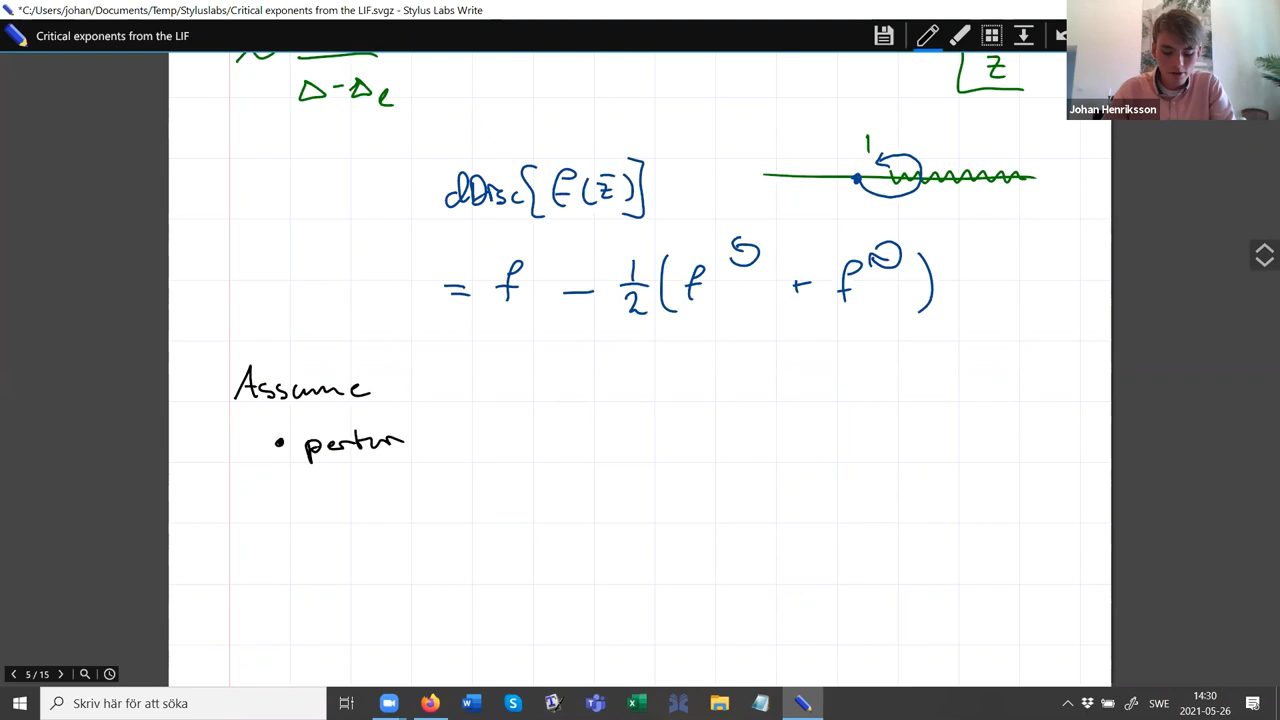 *C:/Users/johan/Documents/Temp/Styluslabs/Critical exponents from the LIF.svgz - Stylus Labs Write
Critical exponents from the LIF
Δ - Δ_ℓ
z̄
Johan Henriksson
1
dDisc[f(z̄)]
= f - 1/2 (f^↺ + f^↻)
Assume
• pertur
5 / 15
Skriv här för att söka
SWE
14:30
2021-05-26